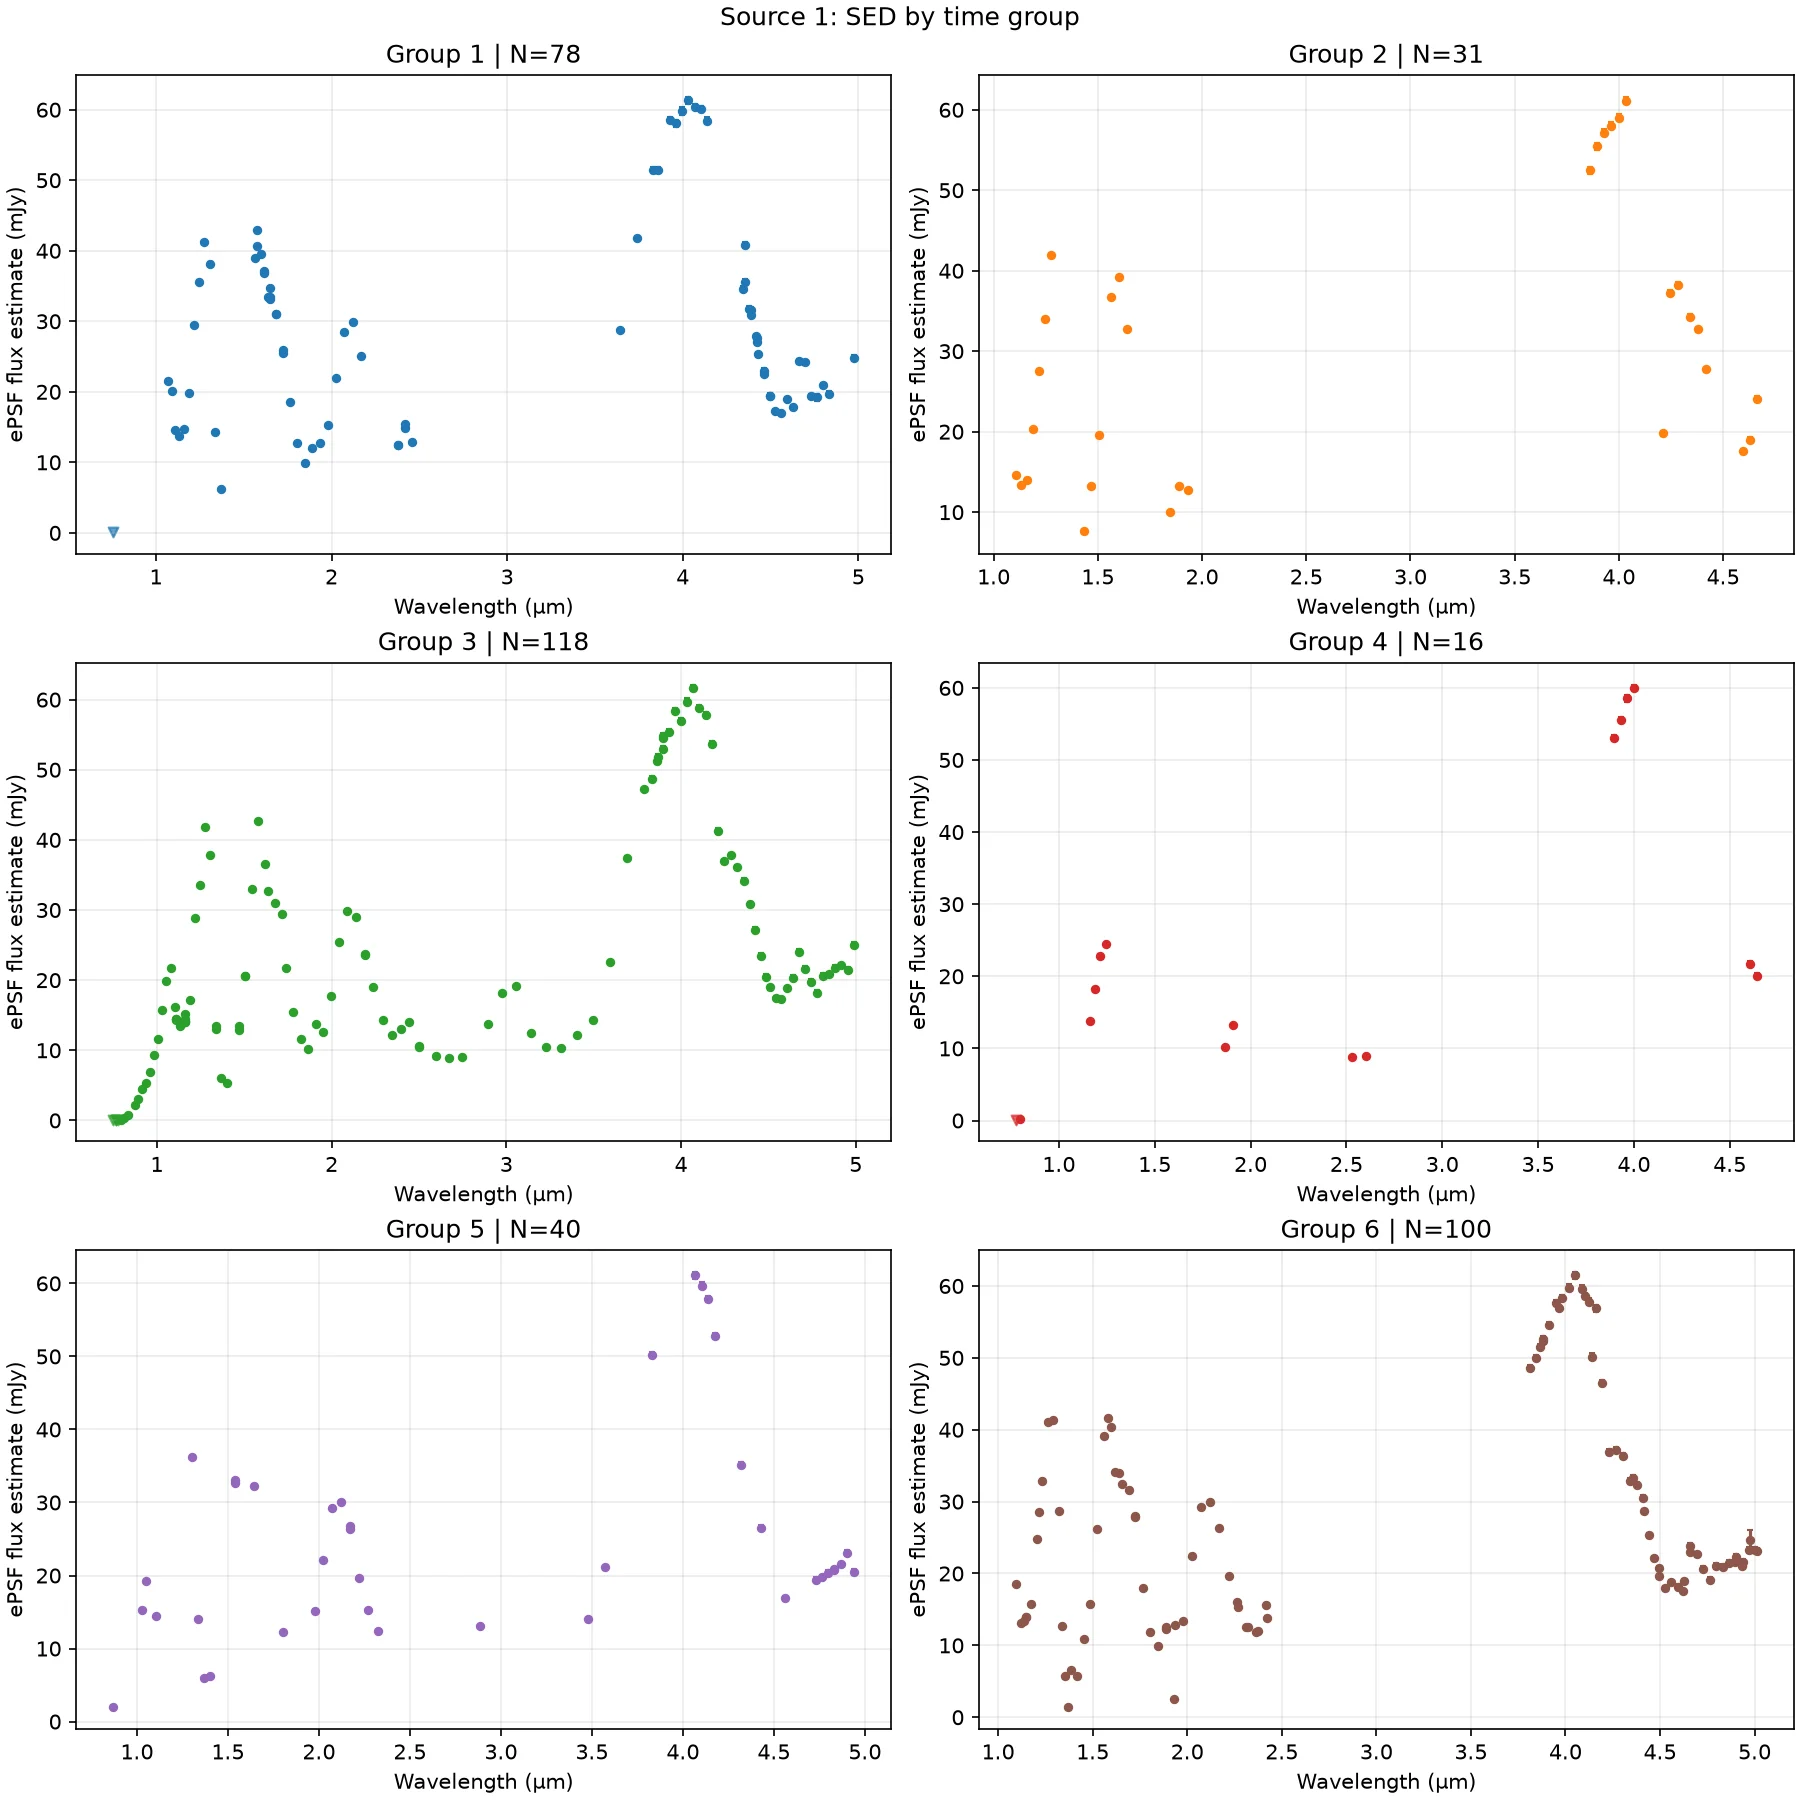 Source 1: SED by time group
Group 1 | N=78
60
50
40
30
20
10
0
ePSF flux estimate (mJy)
1 2 3 4 5
Wavelength (µm)
Group 2 | N=31
60
50
40
30
20
10
ePSF flux estimate (mJy)
1.0 1.5 2.0 2.5 3.0 3.5 4.0 4.5
Wavelength (µm)
Group 3 | N=118
60
50
40
30
20
10
0
ePSF flux estimate (mJy)
1 2 3 4 5
Wavelength (µm)
Group 4 | N=16
60
50
40
30
20
10
0
ePSF flux estimate (mJy)
1.0 1.5 2.0 2.5 3.0 3.5 4.0 4.5
Wavelength (µm)
Group 5 | N=40
60
50
40
30
20
10
0
ePSF flux estimate (mJy)
1.0 1.5 2.0 2.5 3.0 3.5 4.0 4.5 5.0
Wavelength (µm)
Group 6 | N=100
60
50
40
30
20
10
0
ePSF flux estimate (mJy)
1.0 1.5 2.0 2.5 3.0 3.5 4.0 4.5 5.0
Wavelength (µm)